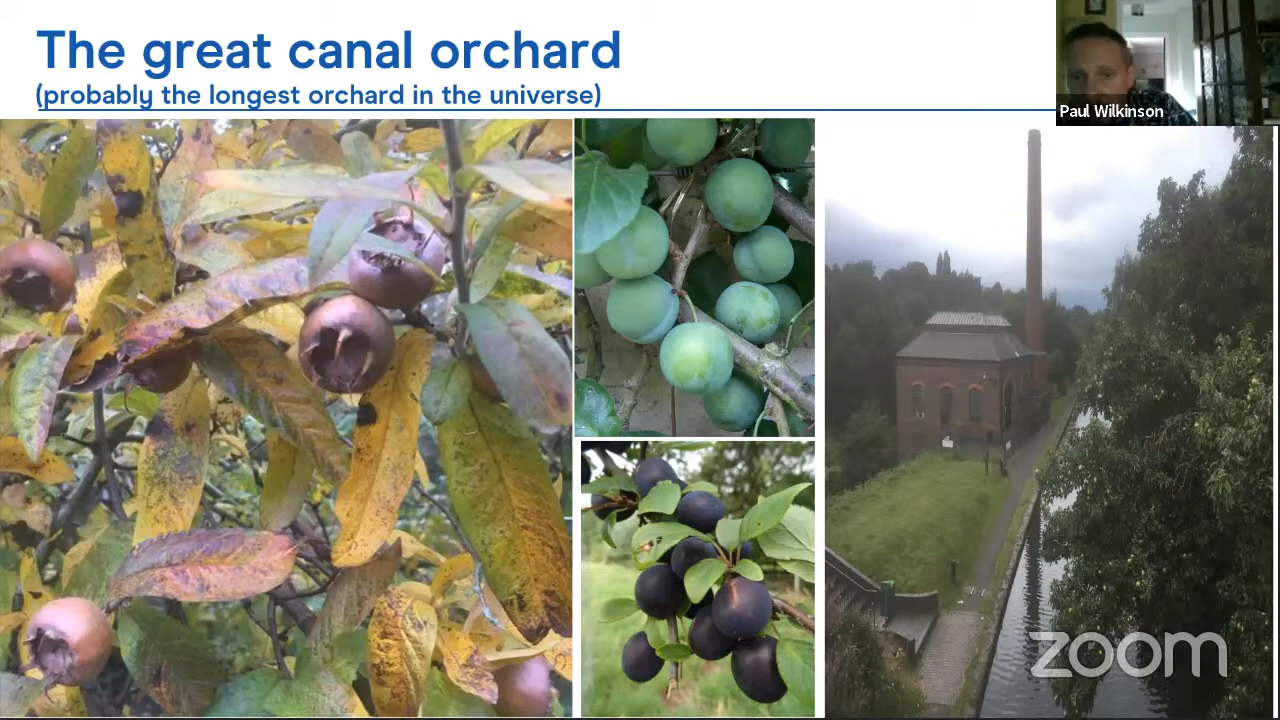 The great canal orchard
(probably the longest orchard in the universe)
Paul Wilkinson
zoom